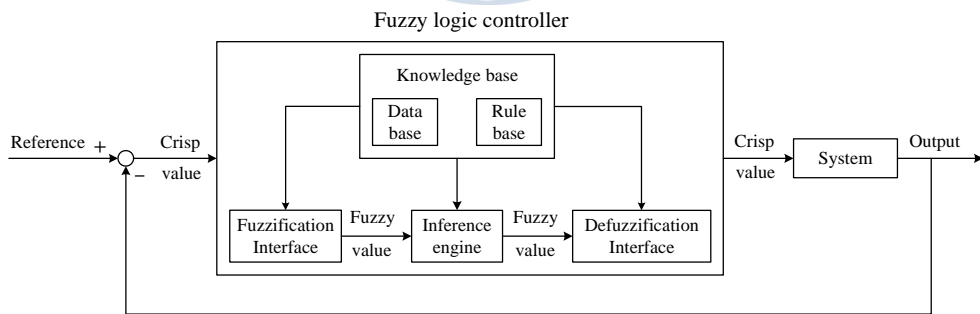 Fuzzy logic controller
Knowledge base
Data
base
Rule
base
Reference
+
−
Crisp
value
Fuzzification
Interface
Fuzzy
value
Inference
engine
Fuzzy
value
Defuzzification
Interface
Crisp
value
System
Output